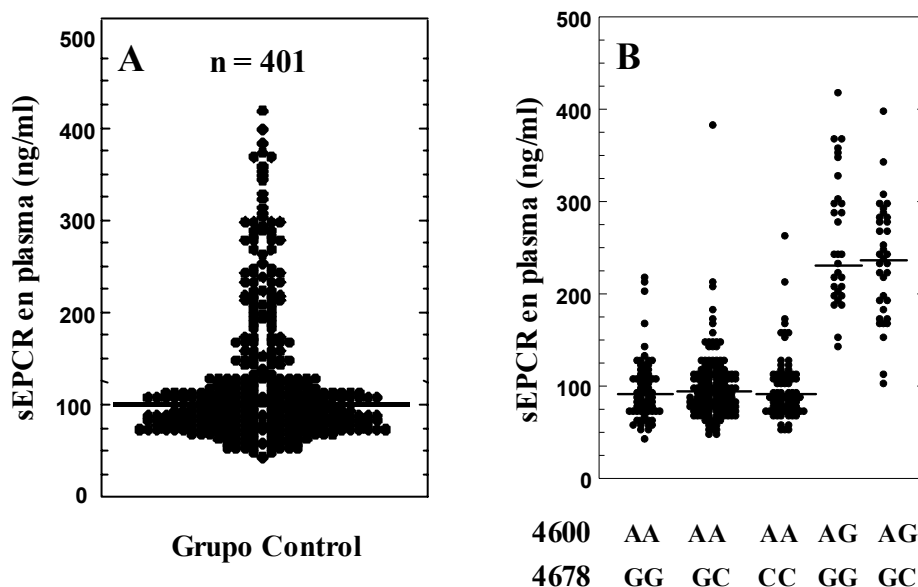 A
n = 401
sEPCR en plasma (ng/ml)
500
400
300
200
100
0
Grupo Control
B
sEPCR en plasma (ng/ml)
500
400
300
200
100
0
4600 AA AA AA AG AG
4678 GG GC CC GG GC